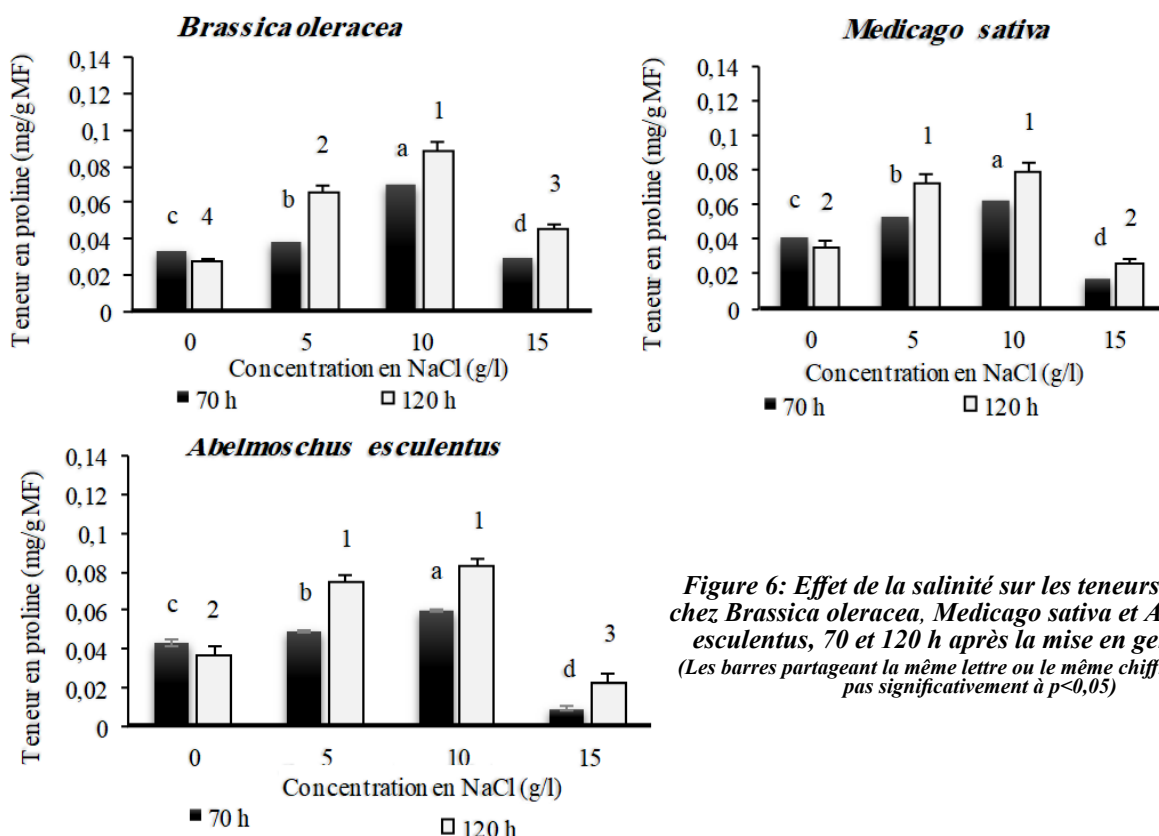 Brassica oleracea
Teneur en proline (mg/g MF)
0,14
0,12
0,1
0,08
0,06
0,04
0,02
0
c 4
b 2
a 1
d 3
0 5 10 15
Concentration en NaCl (g/l)
70 h 120 h
Medicago sativa
Teneur en proline (mg/g MF)
0,14
0,12
0,1
0,08
0,06
0,04
0,02
0
c 2
b 1
a 1
d 2
0 5 10 15
Concentration en NaCl (g/l)
70 h 120 h
Abelmoschus esculentus
Teneur en proline (mg/g MF)
0,14
0,12
0,1
0,08
0,06
0,04
0,02
0
c 2
b 1
a 1
d 3
0 5 10 15
Concentration en NaCl (g/l)
70 h 120 h
Figure 6: Effet de la salinité sur les teneurs
chez Brassica oleracea, Medicago sativa et A
esculentus, 70 et 120 h après la mise en ge
(Les barres partageant la même lettre ou le même chiff
pas significativement à p<0,05)